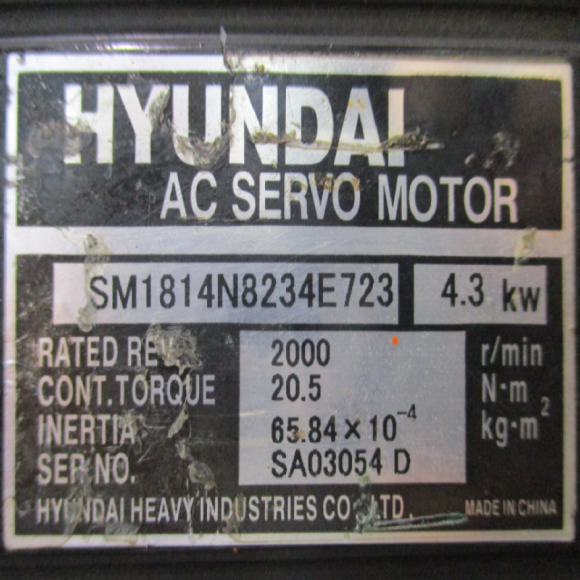 HYUNDAI
AC SERVO MOTOR
SM1814N8234E723 4.3 kw
RATED REV. 2000 r/min
CONT.TORQUE 20.5 N·m
INERTIA 65.84×10⁻⁴ kg·m²
SER NO. SA03054 D
HYUNDAI HEAVY INDUSTRIES CO., LTD. MADE IN CHINA